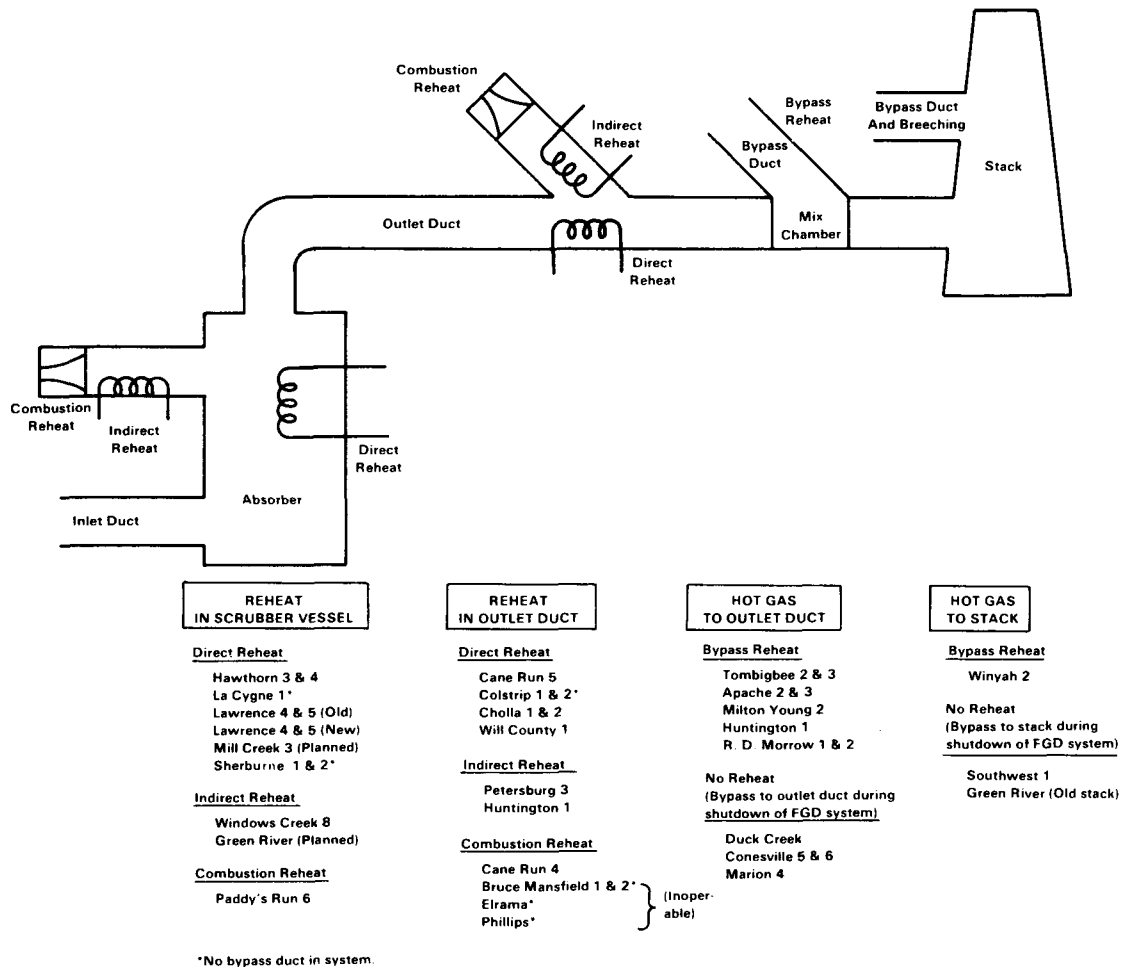 Combustion
Reheat
Indirect
Reheat
Bypass
Reheat
Bypass
Duct
Bypass Duct
And Breeching
Stack
Outlet Duct
Mix
Chamber
Direct
Reheat
Combustion
Reheat
Indirect
Reheat
Direct
Reheat
Absorber
Inlet Duct
REHEAT
IN SCRUBBER VESSEL
Direct Reheat
Hawthorn 3 & 4
La Cygne 1*
Lawrence 4 & 5 (Old)
Lawrence 4 & 5 (New)
Mill Creek 3 (Planned)
Sherburne 1 & 2*
Indirect Reheat
Windows Creek 8
Green River (Planned)
Combustion Reheat
Paddy's Run 6
REHEAT
IN OUTLET DUCT
Direct Reheat
Cane Run 5
Colstrip 1 & 2*
Cholla 1 & 2
Will County 1
Indirect Reheat
Petersburg 3
Huntington 1
Combustion Reheat
Cane Run 4
Bruce Mansfield 1 & 2*
Elrama*
Phillips*
(Inoper-
able)
HOT GAS
TO OUTLET DUCT
Bypass Reheat
Tombigbee 2 & 3
Apache 2 & 3
Milton Young 2
Huntington 1
R. D. Morrow 1 & 2
No Reheat
(Bypass to outlet duct during
shutdown of FGD system)
Duck Creek
Conesville 5 & 6
Marion 4
HOT GAS
TO STACK
Bypass Reheat
Winyah 2
No Reheat
(Bypass to stack during
shutdown of FGD system)
Southwest 1
Green River (Old stack)
*No bypass duct in system.